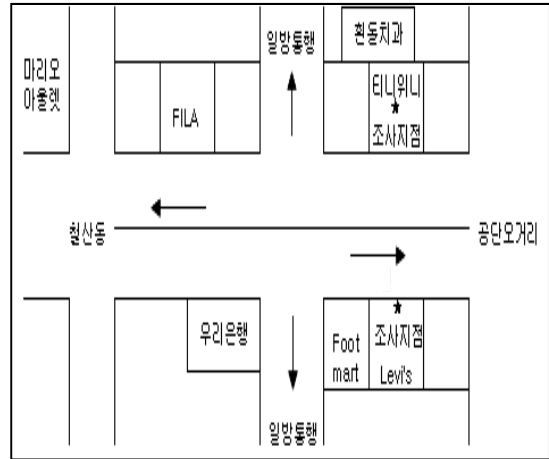 일방통행
흰돌치과
마리오
아울렛
티니위니
FILA
조사지점
철산동
공단오거리
우리은행
Foot
mart
조사지점
Levi's
일방통행